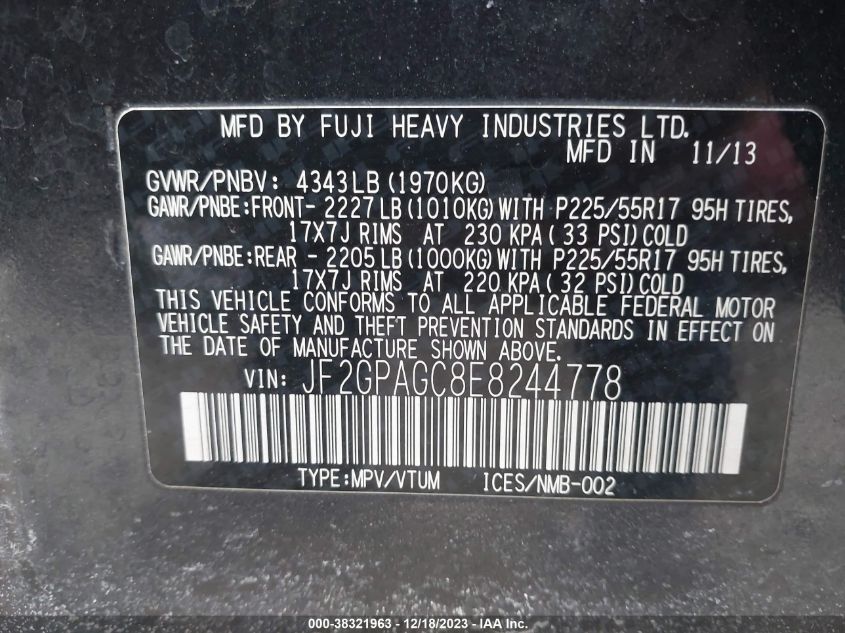 MFD BY FUJI HEAVY INDUSTRIES LTD.
MFD IN 11/13
GVWR/PNBV: 4343LB (1970KG)
GAWR/PNBE:FRONT- 2227LB (1010KG) WITH P225/55R17 95H TIRES,
17X7J RIMS AT 230 KPA ( 33 PSI) COLD
GAWR/PNBE:REAR - 2205LB (1000KG) WITH P225/55R17 95H TIRES,
17X7J RIMS AT 220 KPA ( 32 PSI) COLD
THIS VEHICLE CONFORMS TO ALL APPLICABLE FEDERAL MOTOR
VEHICLE SAFETY AND THEFT PREVENTION STANDARDS IN EFFECT ON
THE DATE OF MANUFACTURE SHOWN ABOVE.
VIN: JF2GPAGC8E8244778
TYPE:MPV/VTUM ICES/NMB-002
000-38321963 - 12/18/2023 - IAA Inc.